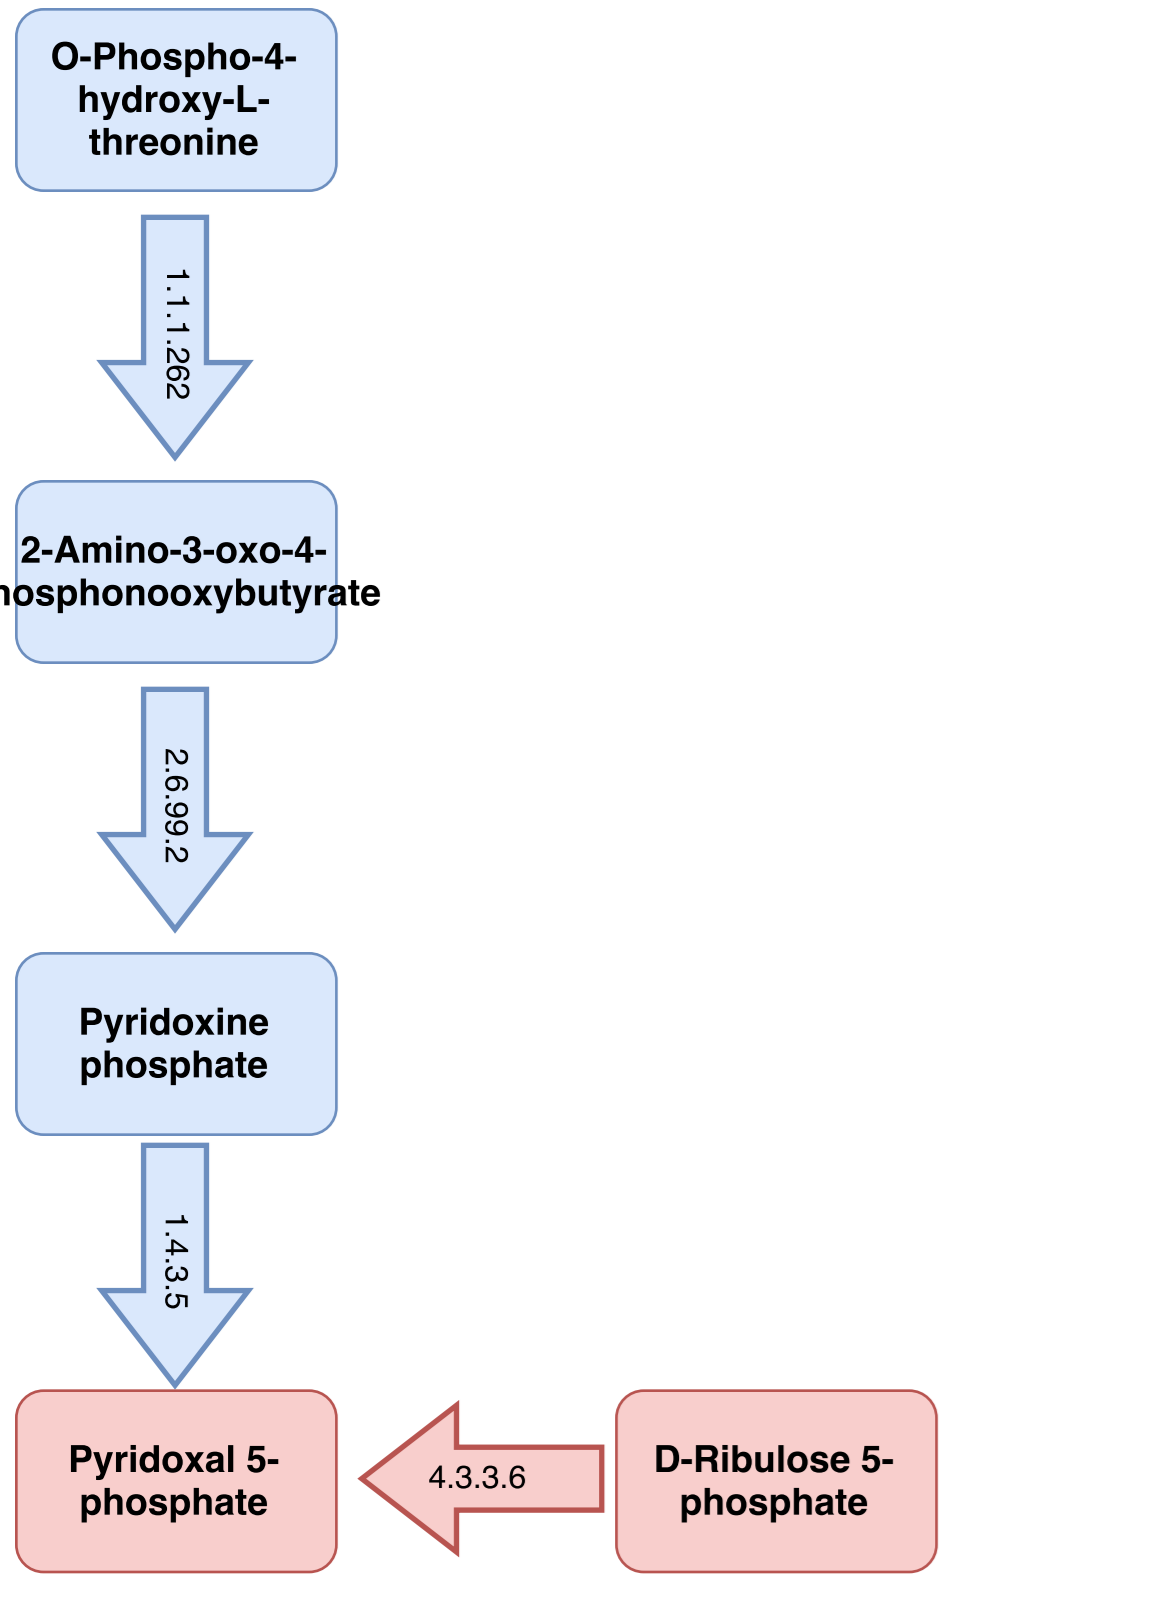 O-Phospho-4-
hydroxy-L-
threonine
1.1.1.262
2-Amino-3-oxo-4-
hosphonooxybutyrate
2.6.99.2
Pyridoxine
phosphate
1.4.3.5
Pyridoxal 5-
phosphate
4.3.3.6
D-Ribulose 5-
phosphate